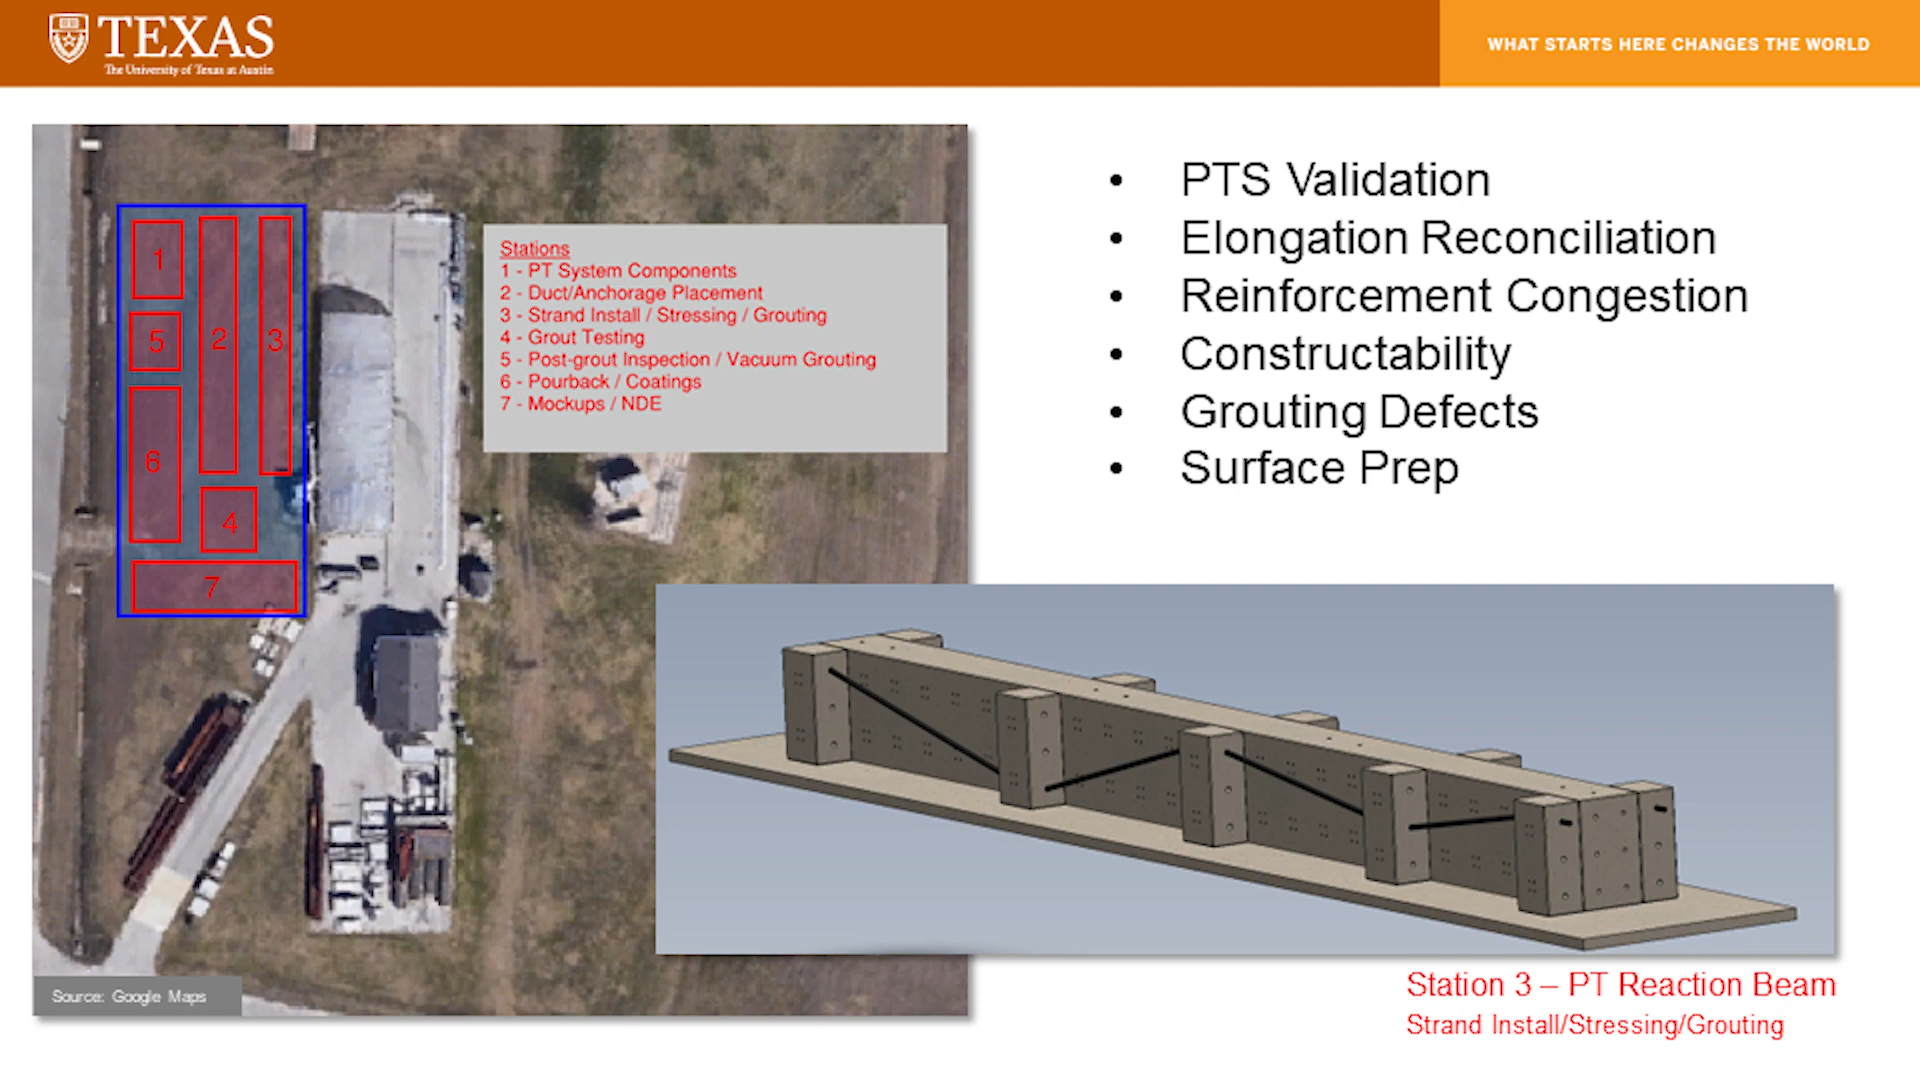 TEXAS
The University of Texas at Austin
WHAT STARTS HERE CHANGES THE WORLD
1
5
2
3
6
4
7
Stations
1 - PT System Components
2 - Duct/Anchorage Placement
3 - Strand Install / Stressing / Grouting
4 - Grout Testing
5 - Post-grout Inspection / Vacuum Grouting
6 - Pourback / Coatings
7 - Mockups / NDE
Source: Google Maps
• PTS Validation
• Elongation Reconciliation
• Reinforcement Congestion
• Constructability
• Grouting Defects
• Surface Prep
Station 3 – PT Reaction Beam
Strand Install/Stressing/Grouting